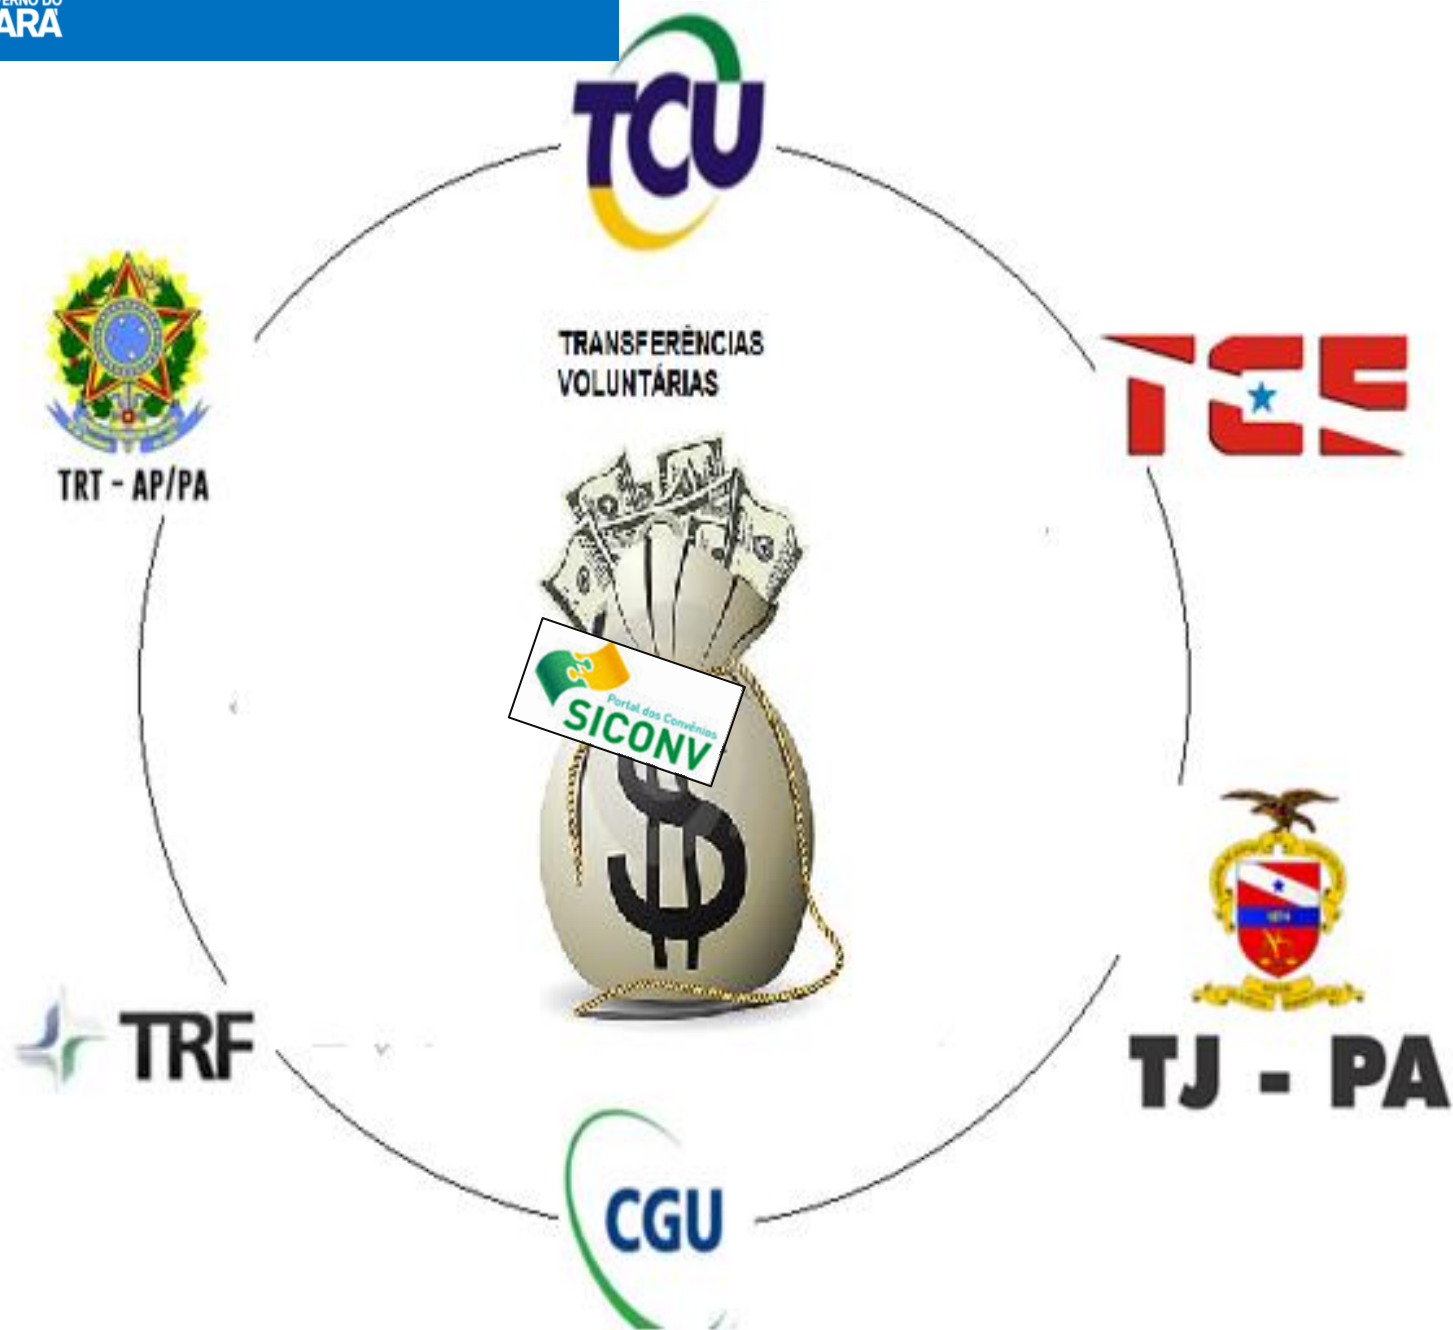 ARÁ
TCU
TRANSFERÊNCIAS
VOLUNTÁRIAS
TCE
TRT - AP/PA
Portal dos Convênios
SICONV
$
TRF
TJ - PA
CGU